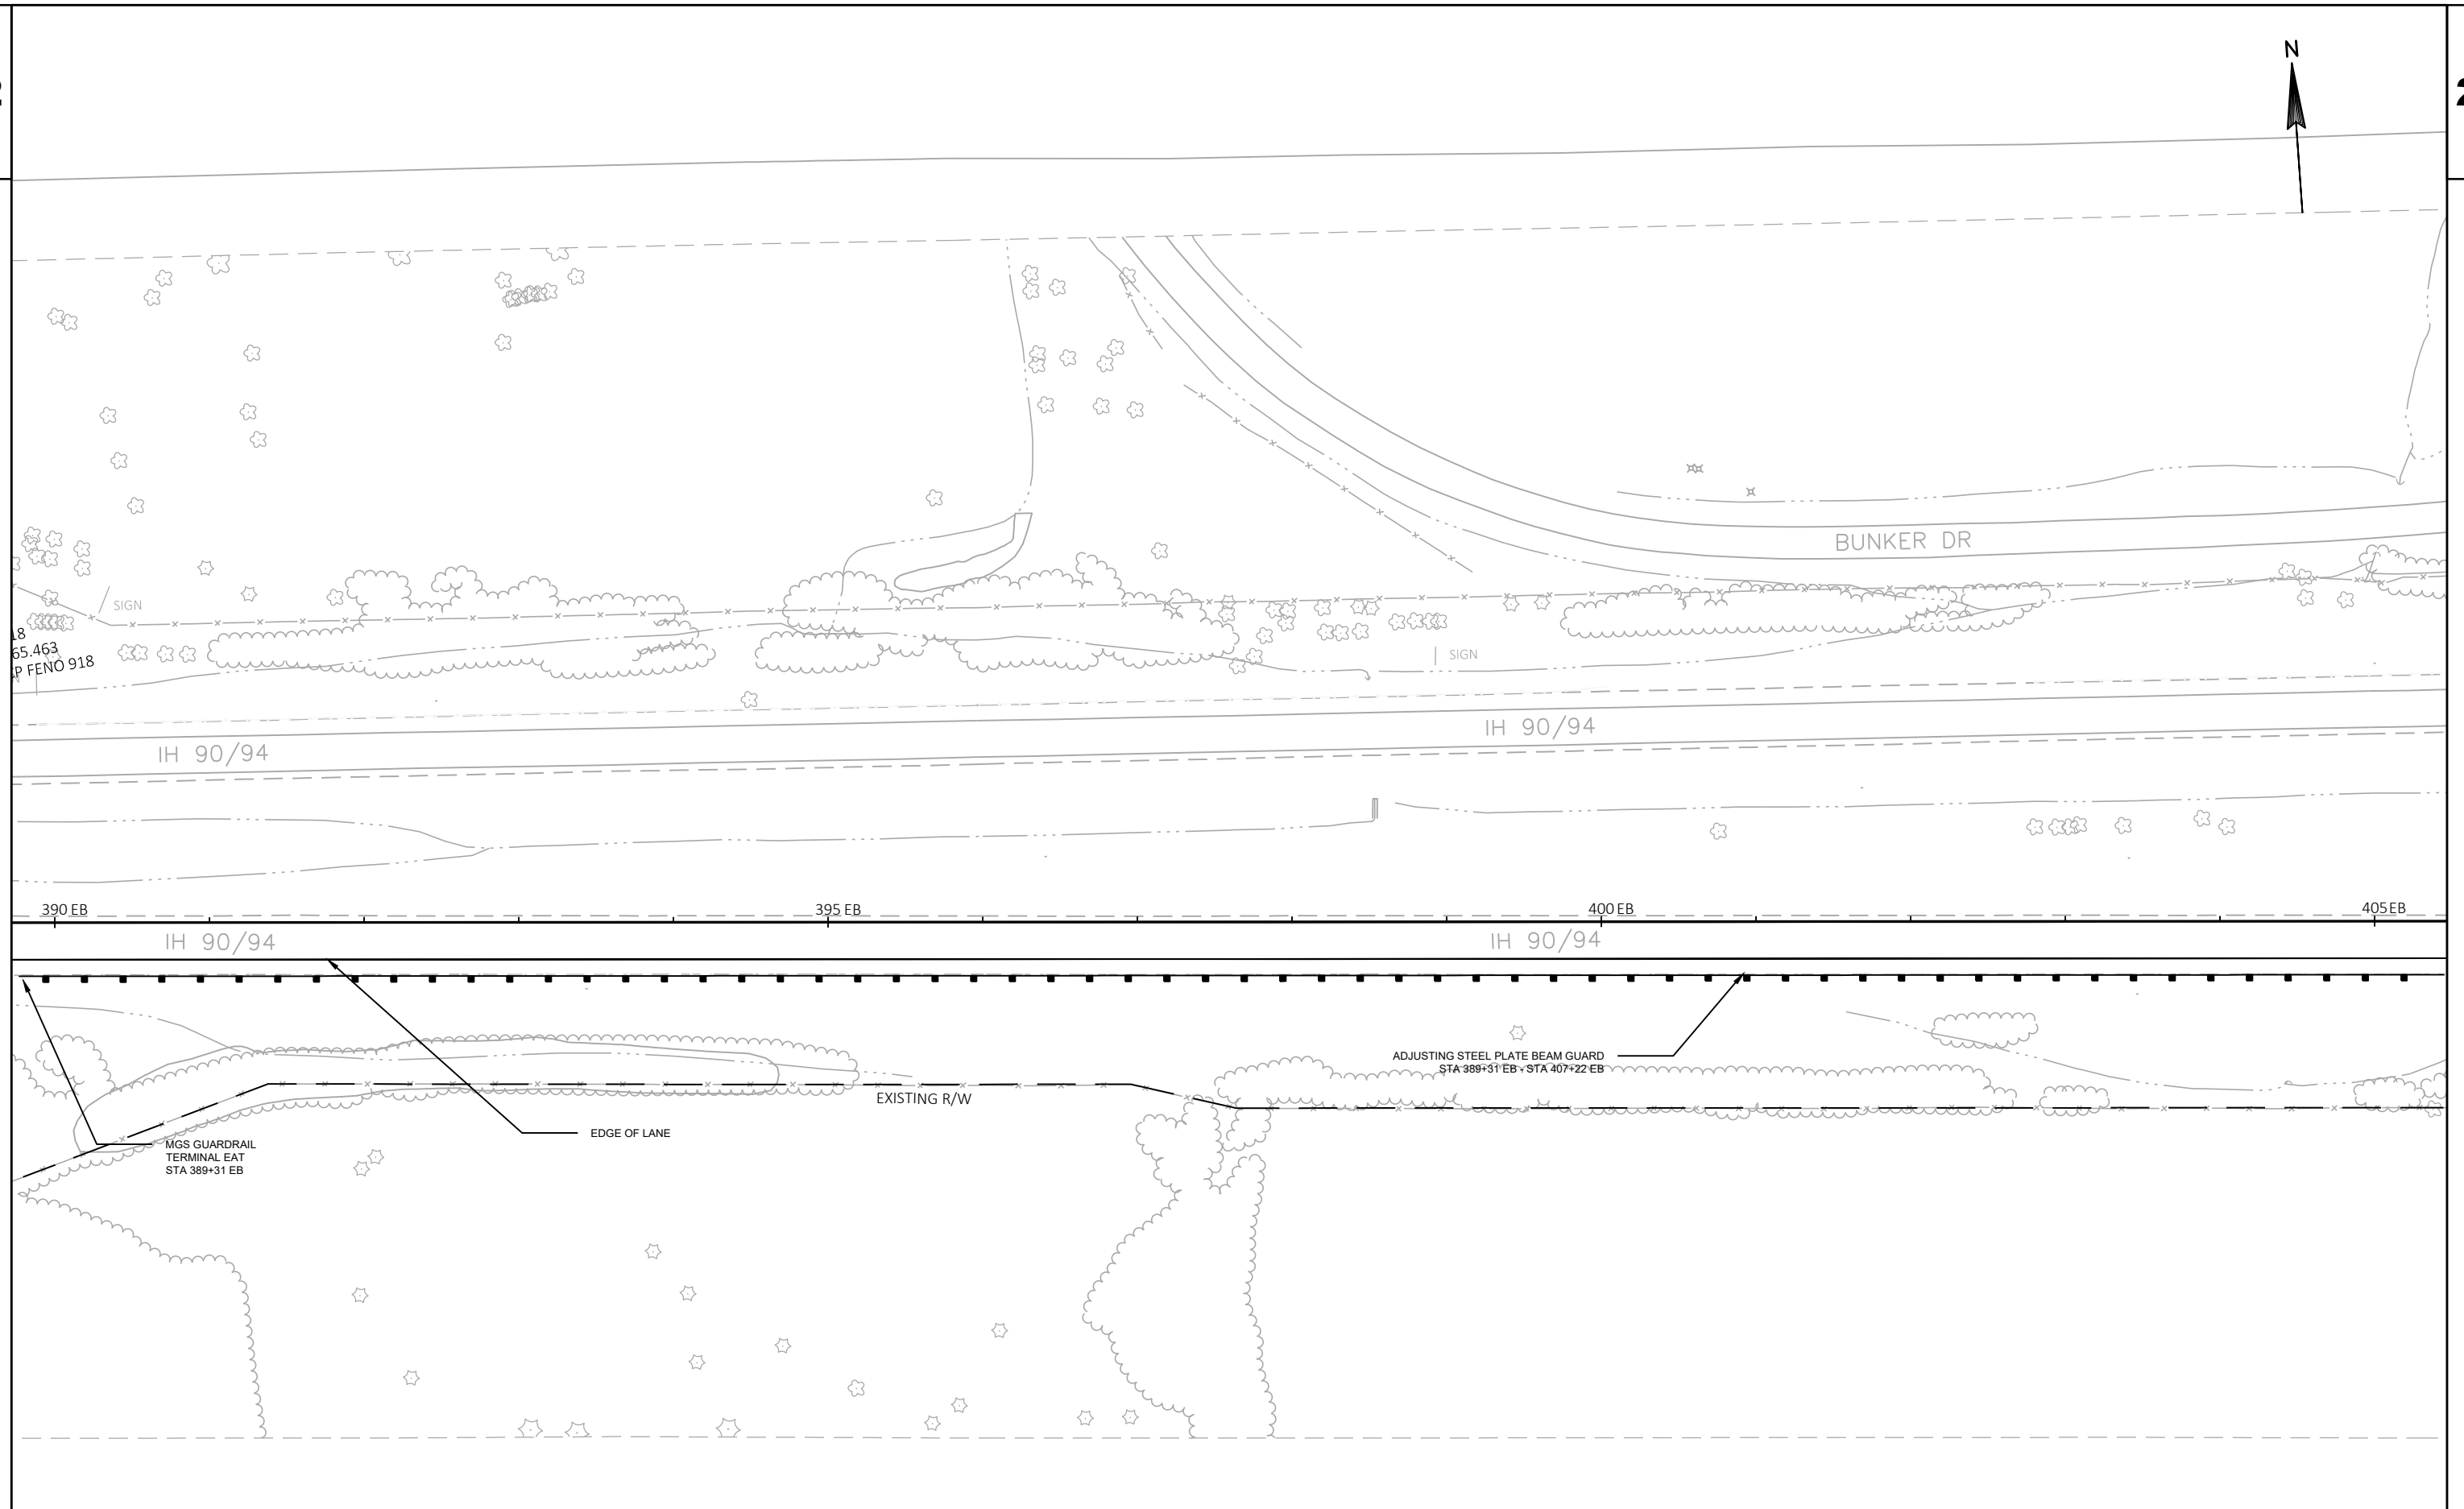 N
BUNKER DR
SIGN
18
65.463
P FENO 918
SIGN
IH 90/94
IH 90/94
390 EB
395 EB
400 EB
405 EB
IH 90/94
IH 90/94
ADJUSTING STEEL PLATE BEAM GUARD
STA 389+31 EB - STA 407+22 EB
EXISTING R/W
EDGE OF LANE
MGS GUARDRAIL
TERMINAL EAT
STA 389+31 EB